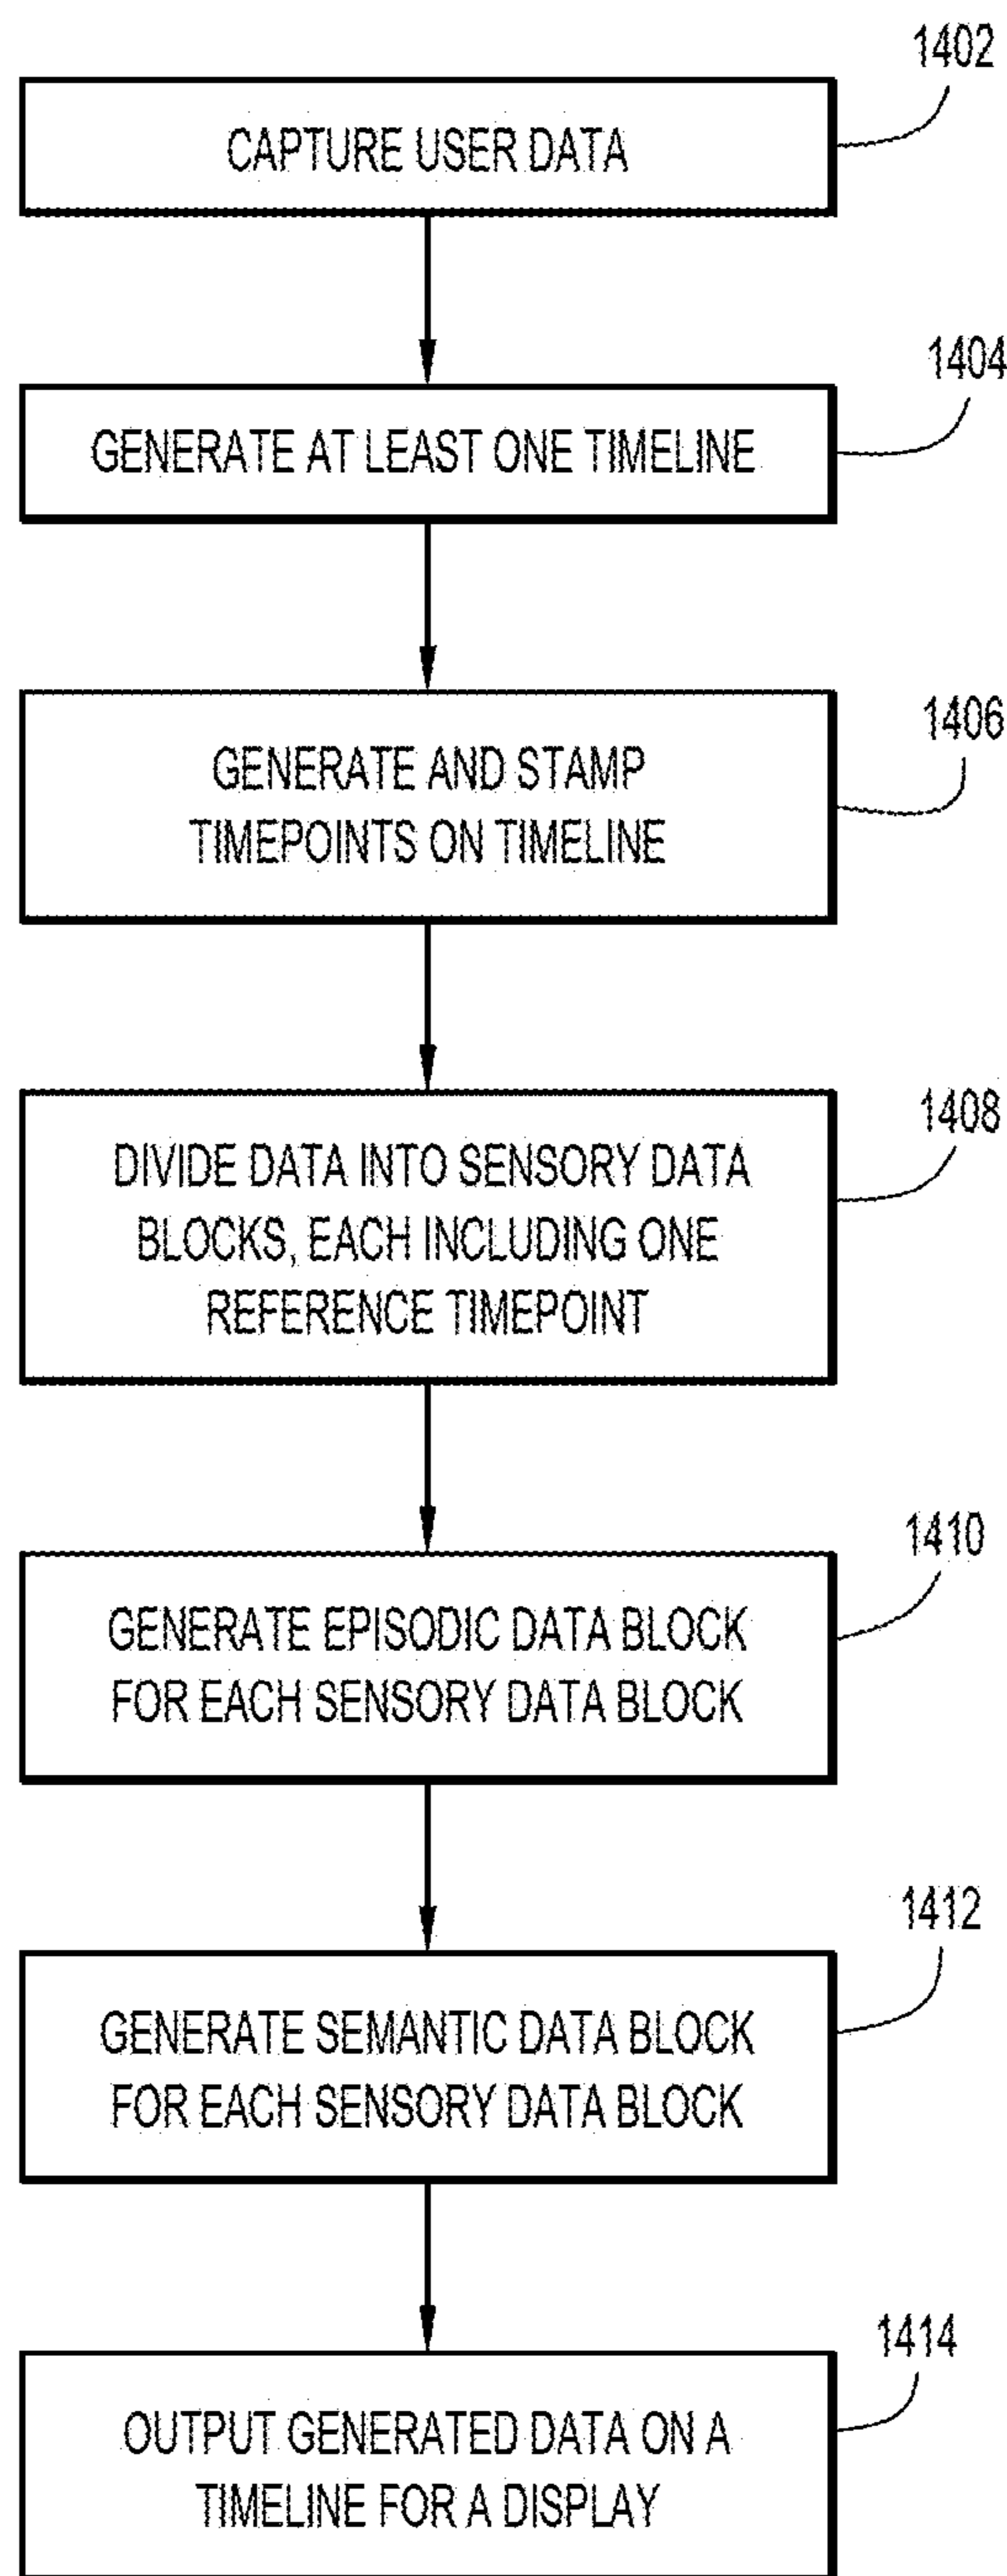 1402
CAPTURE USER DATA
1404
GENERATE AT LEAST ONE TIMELINE
1406
GENERATE AND STAMP
TIMEPOINTS ON TIMELINE
1408
DIVIDE DATA INTO SENSORY DATA
BLOCKS, EACH INCLUDING ONE
REFERENCE TIMEPOINT
1410
GENERATE EPISODIC DATA BLOCK
FOR EACH SENSORY DATA BLOCK
1412
GENERATE SEMANTIC DATA BLOCK
FOR EACH SENSORY DATA BLOCK
1414
OUTPUT GENERATED DATA ON A
TIMELINE FOR A DISPLAY